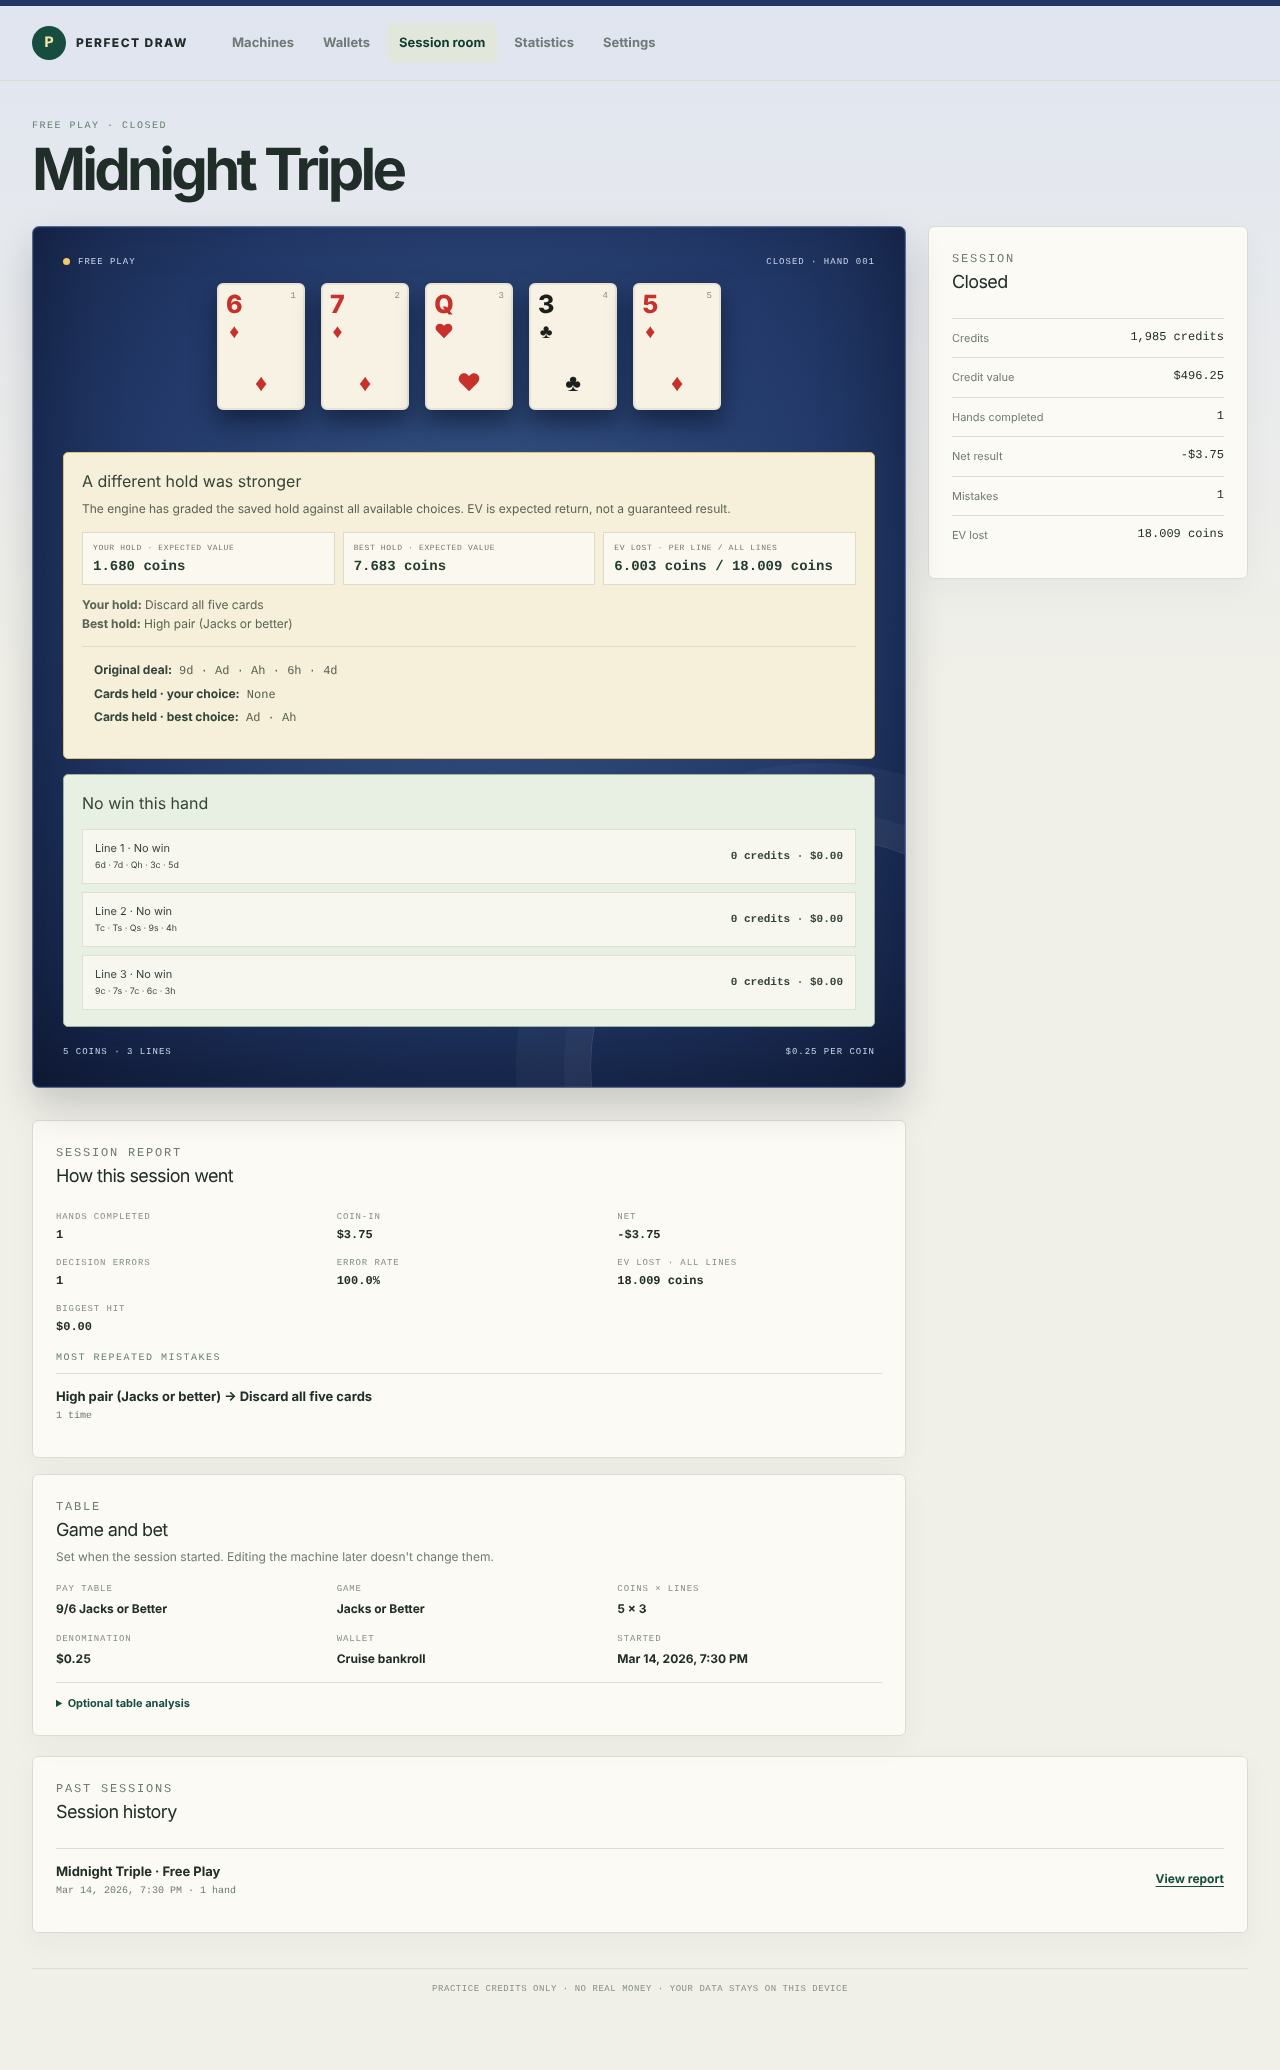 P PERFECT DRAW Machines Wallets Session room Statistics Settings
FREE PLAY · CLOSED
Midnight Triple
FREE PLAY CLOSED · HAND 001
6 1 7 2 Q 3 3 4 5 5
♦ ♦ ♥ ♣ ♦
♦ ♦ ♥ ♣ ♦
A different hold was stronger
The engine has graded the saved hold against all available choices. EV is expected return, not a guaranteed result.
YOUR HOLD · EXPECTED VALUE
1.680 coins
BEST HOLD · EXPECTED VALUE
7.683 coins
EV LOST · PER LINE / ALL LINES
6.003 coins / 18.009 coins
Your hold: Discard all five cards
Best hold: High pair (Jacks or better)
Original deal: 9d · Ad · Ah · 6h · 4d
Cards held · your choice: None
Cards held · best choice: Ad · Ah
No win this hand
Line 1 · No win
6d · 7d · Qh · 3c · 5d
0 credits · $0.00
Line 2 · No win
Tc · Ts · Qs · 9s · 4h
0 credits · $0.00
Line 3 · No win
9c · 7s · 7c · 6c · 3h
0 credits · $0.00
5 COINS · 3 LINES $0.25 PER COIN
SESSION
Closed
Credits 1,985 credits
Credit value $496.25
Hands completed 1
Net result -$3.75
Mistakes 1
EV lost 18.009 coins
SESSION REPORT
How this session went
HANDS COMPLETED COIN-IN NET
1 $3.75 -$3.75
DECISION ERRORS ERROR RATE EV LOST · ALL LINES
1 100.0% 18.009 coins
BIGGEST HIT
$0.00
MOST REPEATED MISTAKES
High pair (Jacks or better) → Discard all five cards
1 time
TABLE
Game and bet
Set when the session started. Editing the machine later doesn't change them.
PAY TABLE GAME COINS × LINES
9/6 Jacks or Better Jacks or Better 5 × 3
DENOMINATION WALLET STARTED
$0.25 Cruise bankroll Mar 14, 2026, 7:30 PM
▶ Optional table analysis
PAST SESSIONS
Session history
Midnight Triple · Free Play
Mar 14, 2026, 7:30 PM · 1 hand
View report
PRACTICE CREDITS ONLY · NO REAL MONEY · YOUR DATA STAYS ON THIS DEVICE